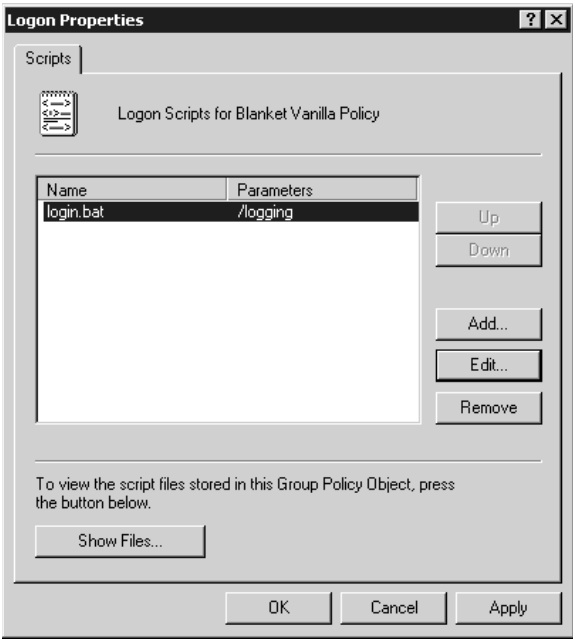 Logon Properties
Scripts
Logon Scripts for Blanket Vanilla Policy
Name Parameters
login.bat /logging
Up
Down
Add...
Edit...
Remove
To view the script files stored in this Group Policy Object, press
the button below.
Show Files...
OK Cancel Apply